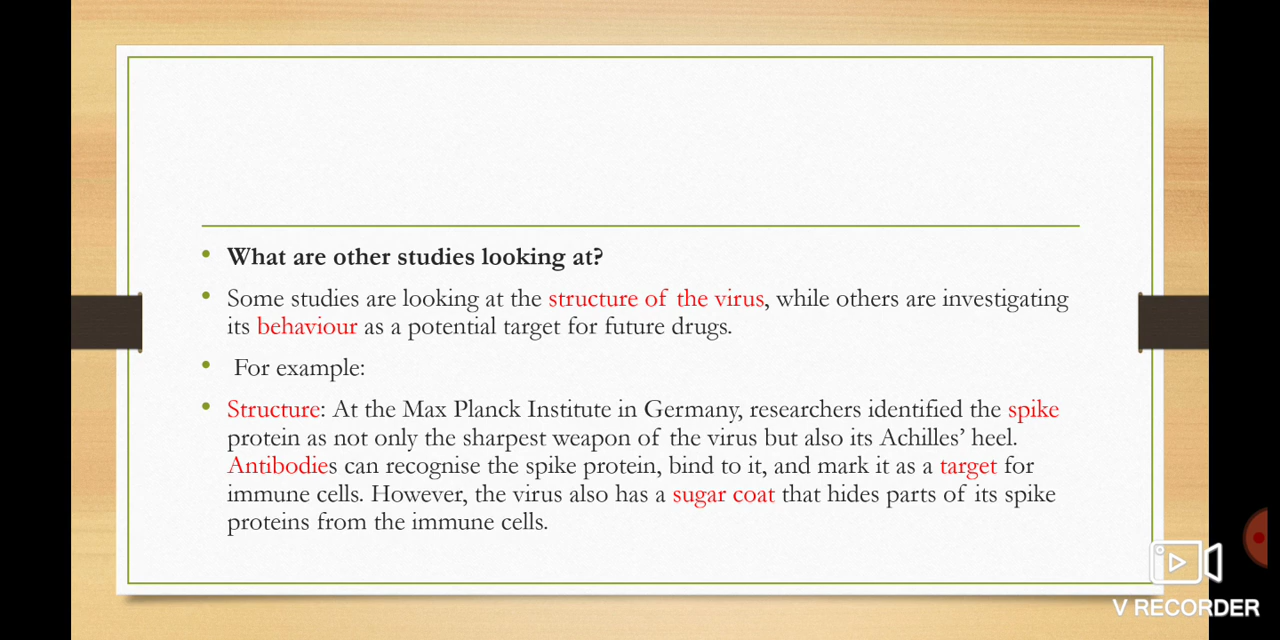 What are other studies looking at?
Some studies are looking at the structure of the virus, while others are investigating
its behaviour as a potential target for future drugs.
For example:
Structure: At the Max Planck Institute in Germany, researchers identified the spike
protein as not only the sharpest weapon of the virus but also its Achilles’ heel.
Antibodies can recognise the spike protein, bind to it, and mark it as a target for
immune cells. However, the virus also has a sugar coat that hides parts of its spike
proteins from the immune cells.
V RECORDER